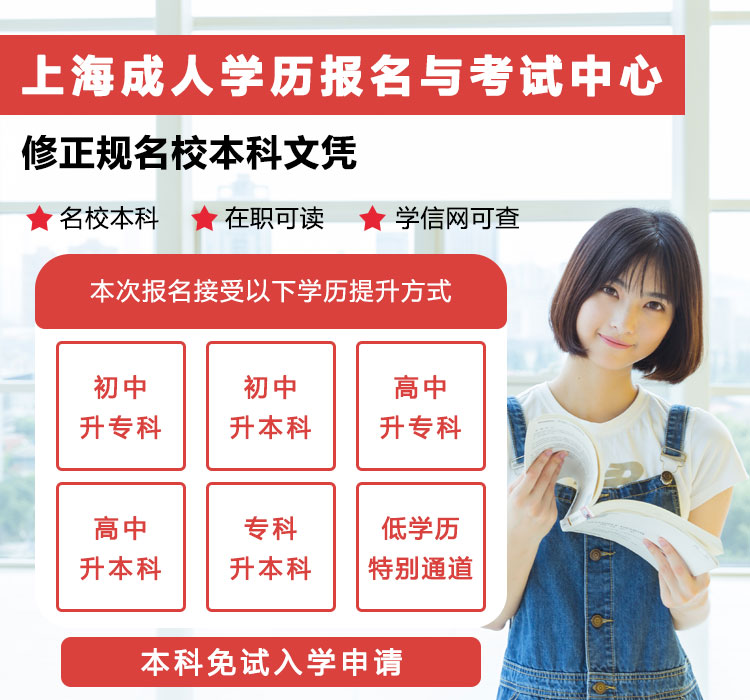 上海成人学历报名与考试中心
修正规名校本科文凭
名校本科 在职可读 学信网可查
本次报名接受以下学历提升方式
初中 初中 高中
升专科 升本科 升专科
高中 专科 低学历
升本科 升本科 特别通道
本科免试入学申请